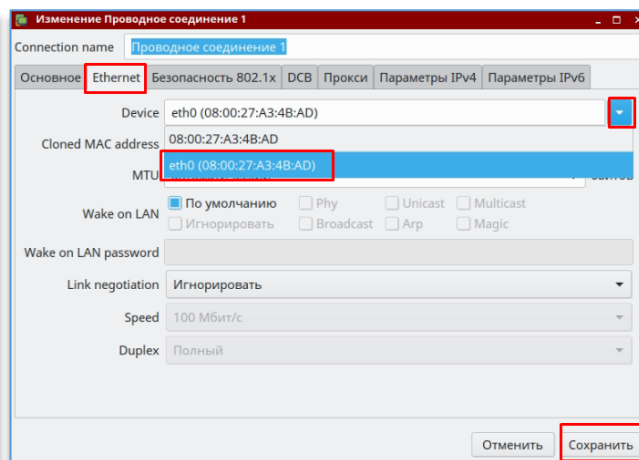 Изменение Проводное соединение 1
Connection name Проводное соединение 1
Основное Ethernet Безопасность 802.1x DCB Прокси Параметры IPv4 Параметры IPv6
Device eth0 (08:00:27:A3:4B:AD)
Cloned MAC address 08:00:27:A3:4B:AD
eth0 (08:00:27:A3:4B:AD)
MTU
Wake on LAN По умолчанию Phy Unicast Multicast
Игнорировать Broadcast Arp Magic
Wake on LAN password
Link negotiation Игнорировать
Speed 100 Мбит/с
Duplex Полный
Отменить Сохранить